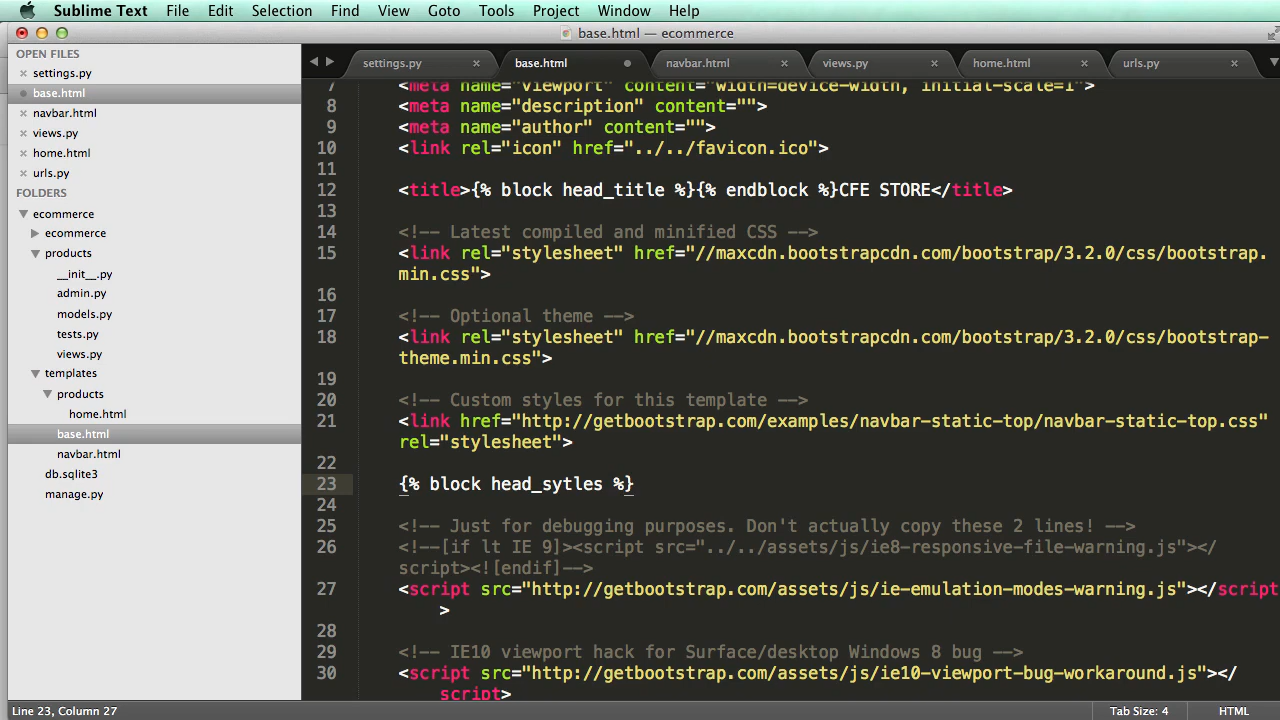 Sublime Text File Edit Selection Find View Goto Tools Project Window Help
base.html — ecommerce
OPEN FILES
settings.py
base.html
navbar.html
views.py
home.html
urls.py
FOLDERS
ecommerce
ecommerce
products
__init__.py
admin.py
models.py
tests.py
views.py
templates
products
home.html
base.html
navbar.html
db.sqlite3
manage.py
settings.py base.html navbar.html views.py home.html urls.py
7 <meta name="viewport" content="width=device-width, initial-scale=1">
8 <meta name="description" content="">
9 <meta name="author" content="">
10 <link rel="icon" href="../../favicon.ico">
11
12 <title>{% block head_title %}{% endblock %}CFE STORE</title>
13
14 <!-- Latest compiled and minified CSS -->
15 <link rel="stylesheet" href="//maxcdn.bootstrapcdn.com/bootstrap/3.2.0/css/bootstrap.
min.css">
16
17 <!-- Optional theme -->
18 <link rel="stylesheet" href="//maxcdn.bootstrapcdn.com/bootstrap/3.2.0/css/bootstrap-
theme.min.css">
19
20 <!-- Custom styles for this template -->
21 <link href="http://getbootstrap.com/examples/navbar-static-top/navbar-static-top.css"
rel="stylesheet">
22
23 {% block head_sytles %}
24
25 <!-- Just for debugging purposes. Don't actually copy these 2 lines! -->
26 <!--[if lt IE 9]><script src="../../assets/js/ie8-responsive-file-warning.js"></
script><![endif]-->
27 <script src="http://getbootstrap.com/assets/js/ie-emulation-modes-warning.js"></script
>
28
29 <!-- IE10 viewport hack for Surface/desktop Windows 8 bug -->
30 <script src="http://getbootstrap.com/assets/js/ie10-viewport-bug-workaround.js"></
script>
Line 23, Column 27 Tab Size: 4 HTML